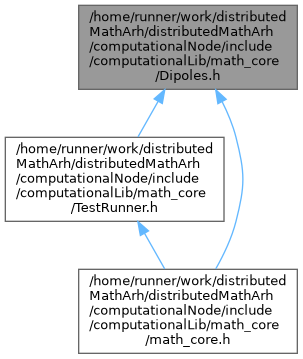 /home/runner/work/distributed
MathArh/distributedMathArh
/computationalNode/include
/computationalLib/math_core
/Dipoles.h
/home/runner/work/distributed
MathArh/distributedMathArh
/computationalNode/include
/computationalLib/math_core
/TestRunner.h
/home/runner/work/distributed
MathArh/distributedMathArh
/computationalNode/include
/computationalLib/math_core
/math_core.h